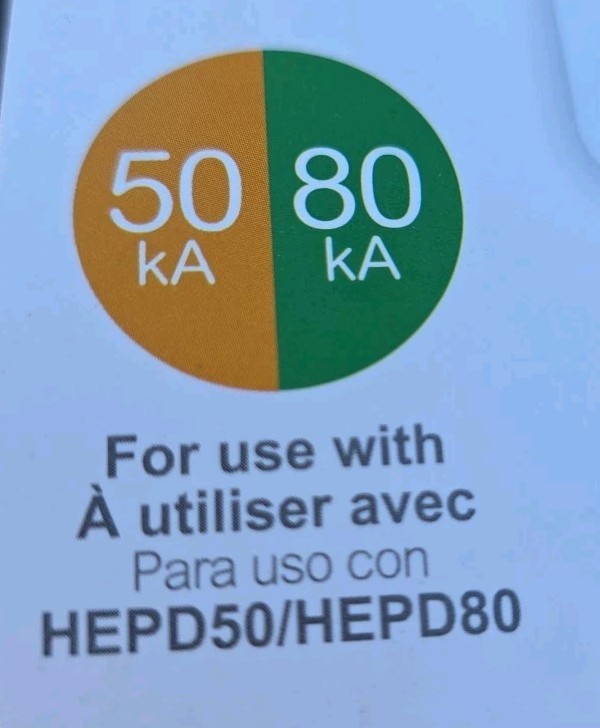 50 80
kA kA
For use with
À utiliser avec
Para uso con
HEPD50/HEPD80